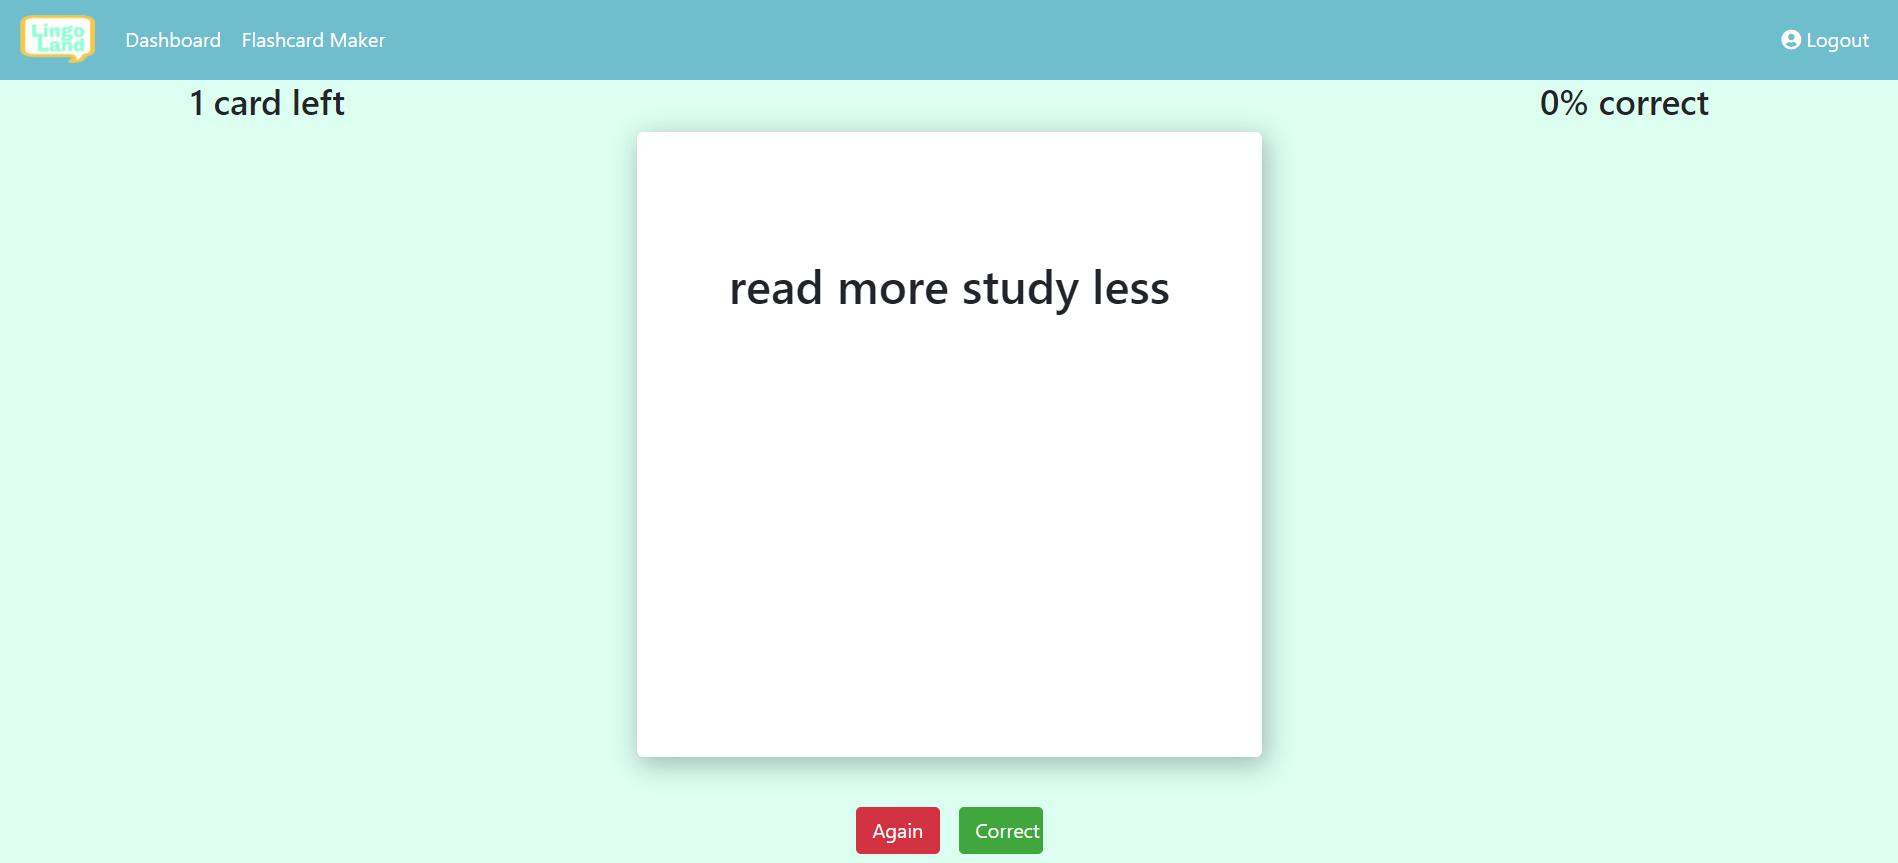 Lingo
Land
Dashboard
Flashcard Maker
Logout
1 card left
0% correct
read more study less
Again
Correct